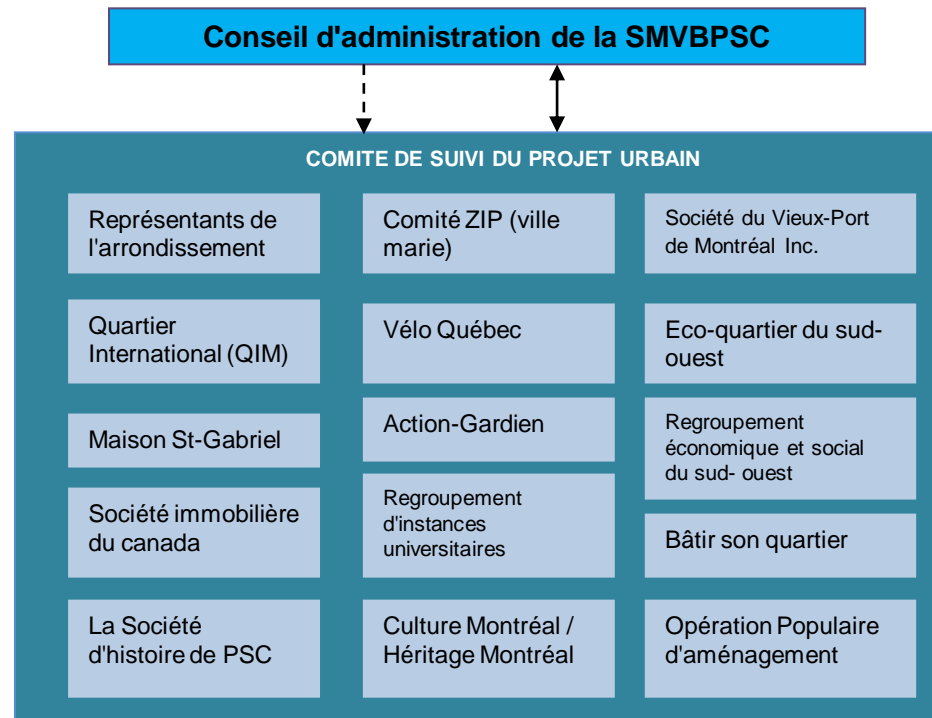 Conseil d'administration de la SMVBPSC
COMITE DE SUIVI DU PROJET URBAIN
Représentants de
l'arrondissement
Comité ZIP (ville
marie)
Société du Vieux-Port
de Montréal Inc.
Quartier
International (QIM)
Vélo Québec
Eco-quartier du sud-
ouest
Maison St-Gabriel
Action-Gardien
Regroupement
économique et social
du sud- ouest
Société immobilière
du canada
Regroupement
d'instances
universitaires
Bâtir son quartier
La Société
d'histoire de PSC
Culture Montréal /
Héritage Montréal
Opération Populaire
d'aménagement